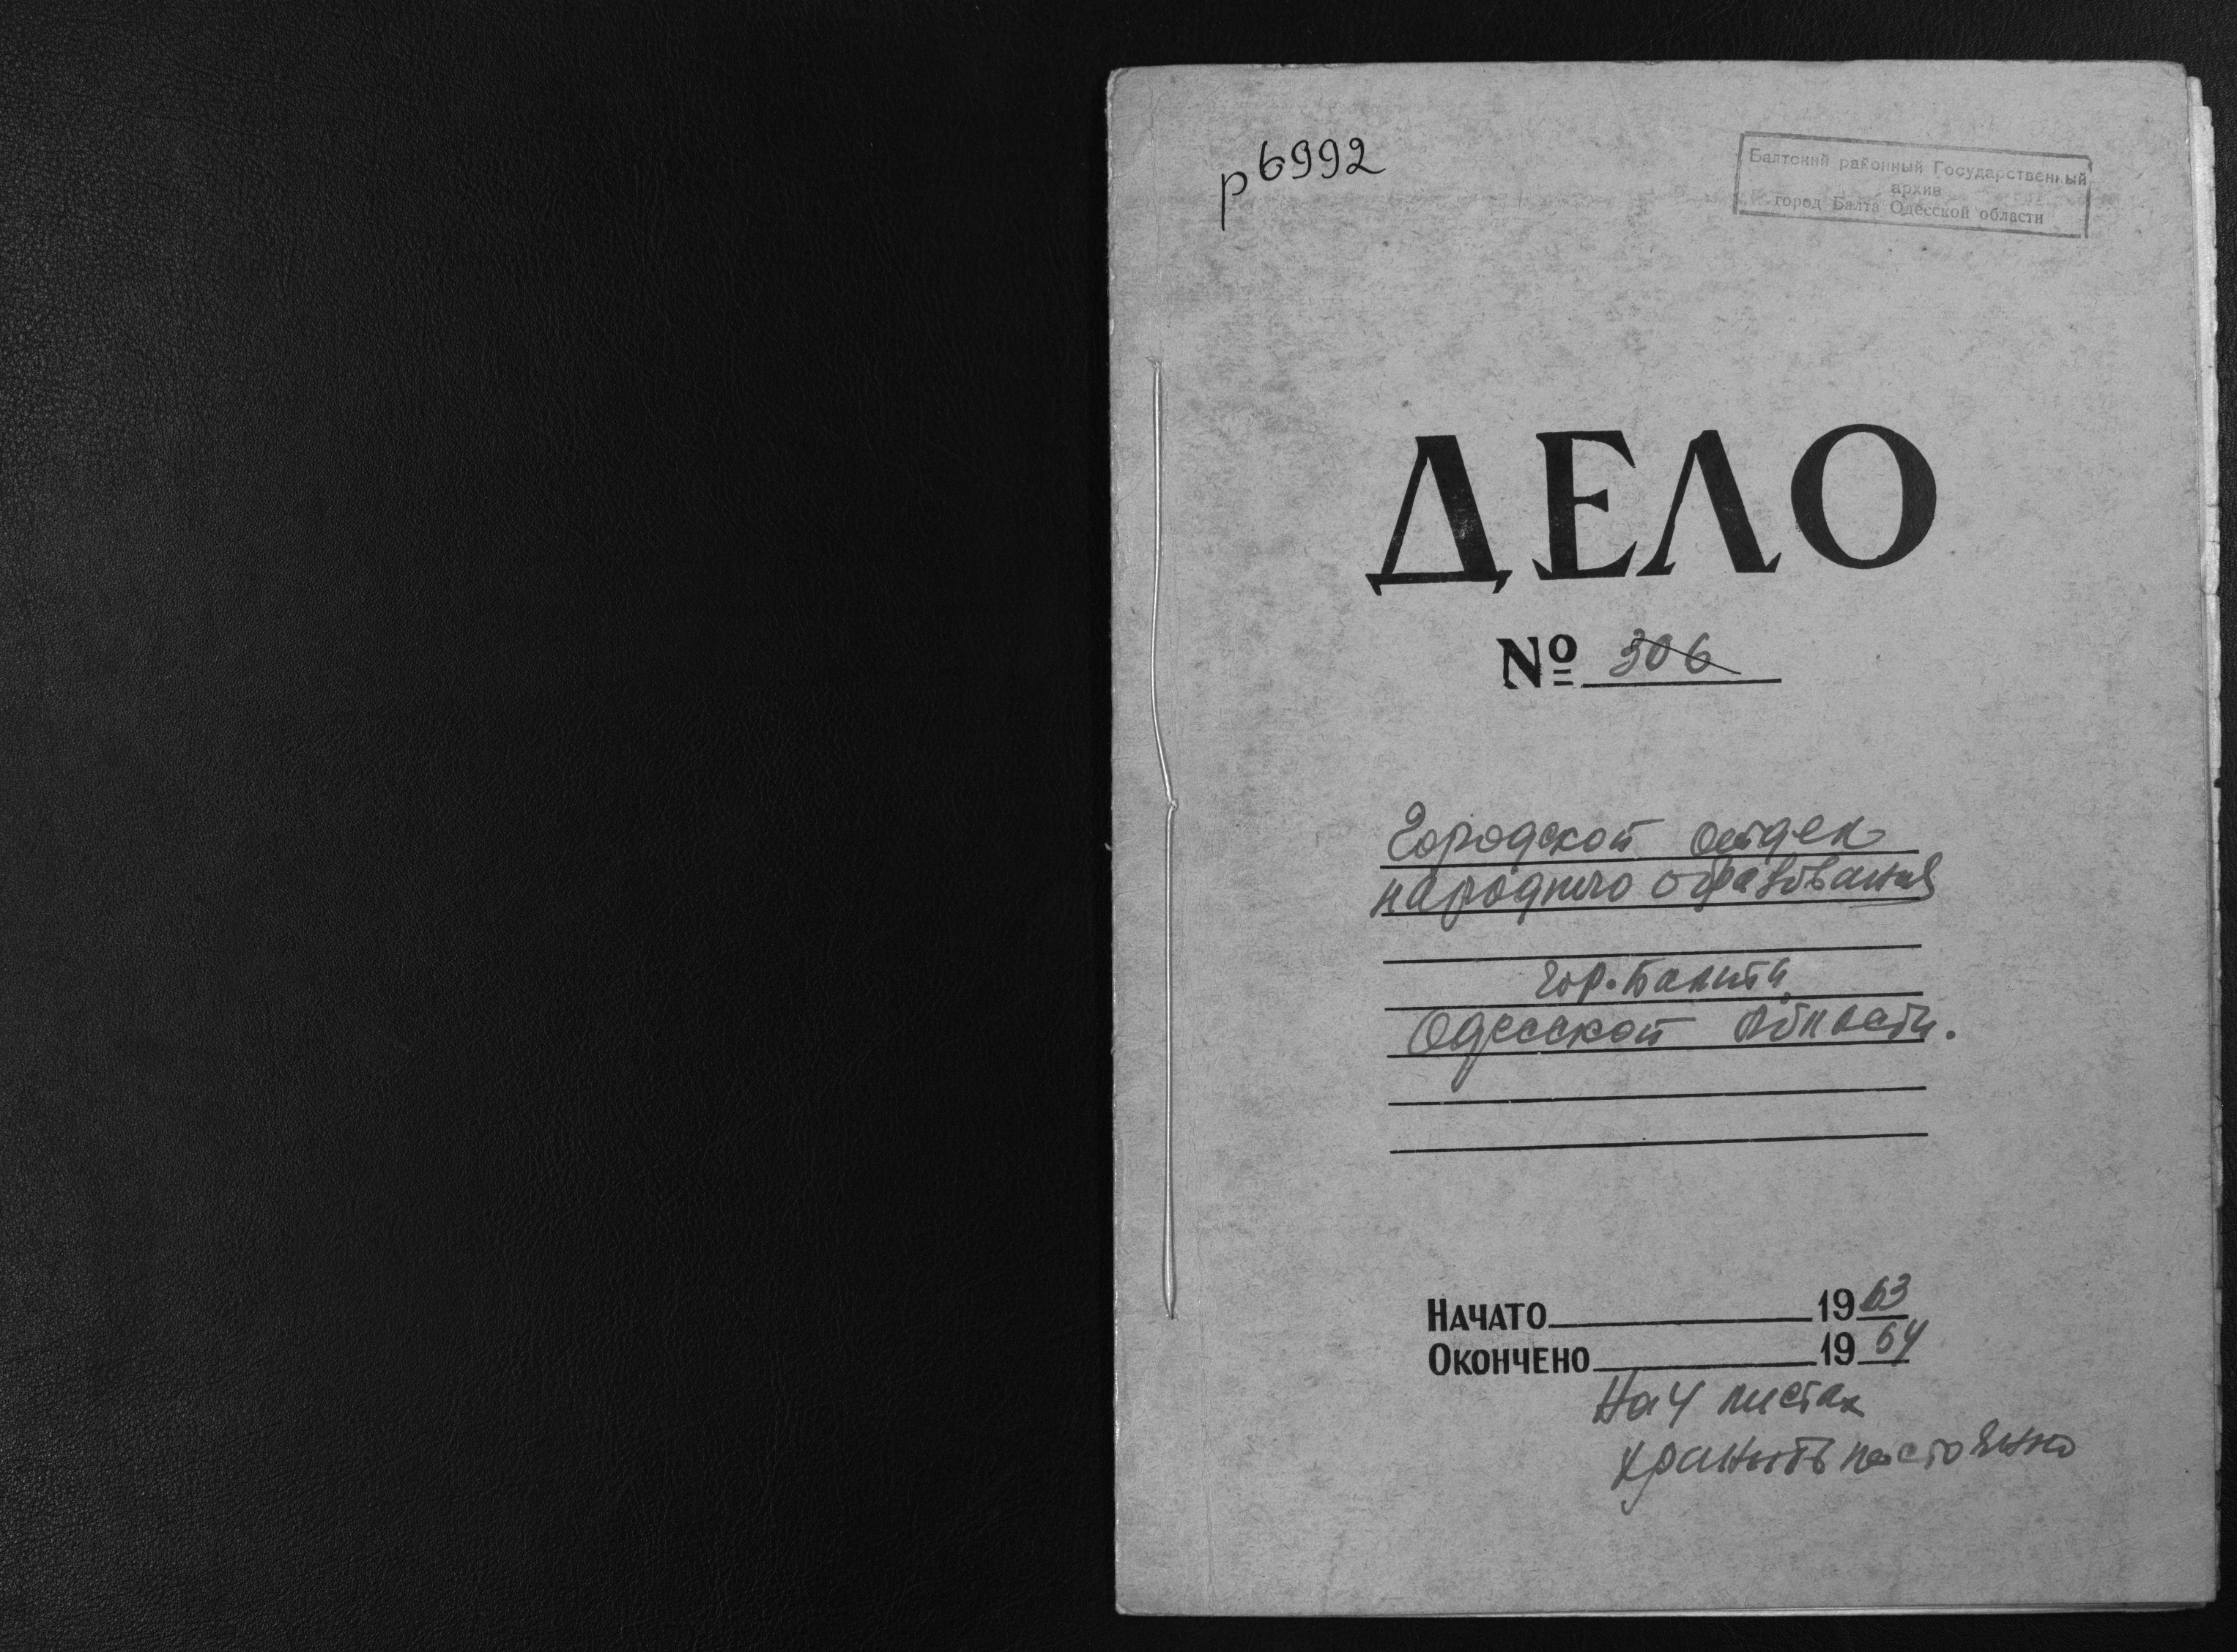 р6992
Балтский районный Государственный
архив
город Балта Одесской области
ДЕЛО
№ 306
Городской отдел
народного образования
гор. Балта
Одесской области.
НАЧАТО 1963
ОКОНЧЕНО 1964
На 4 листах
хранить постоянно